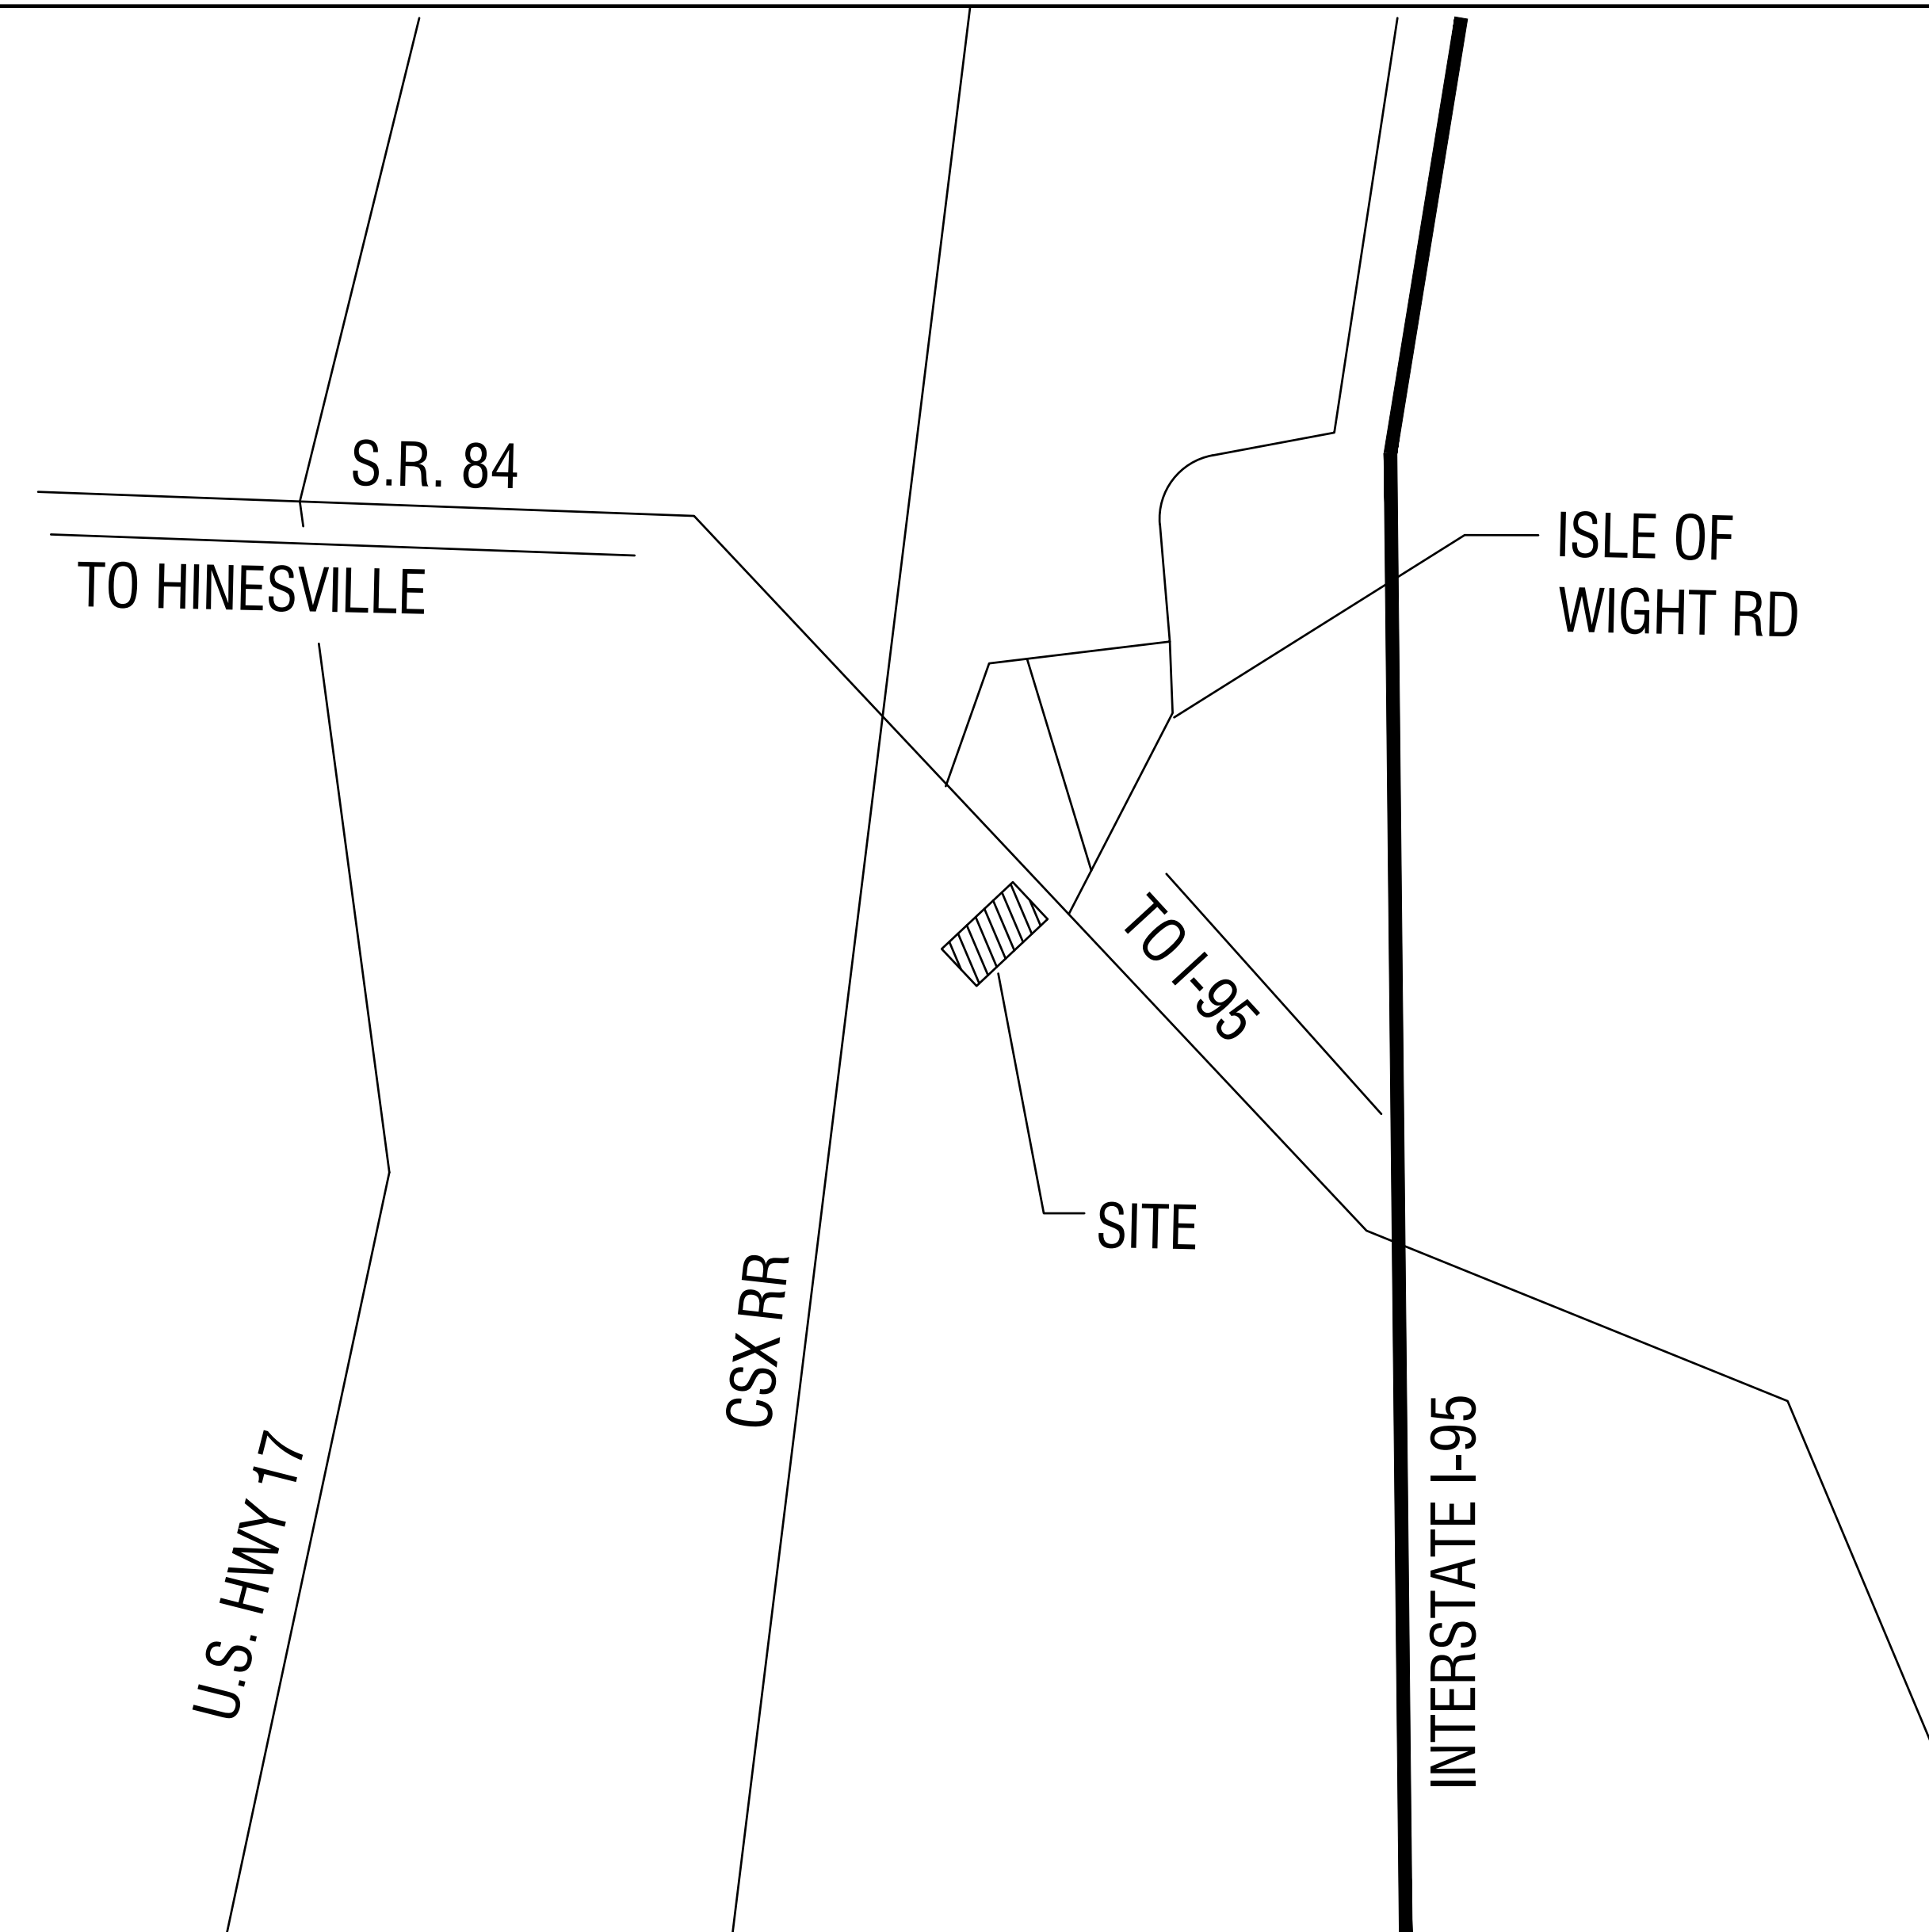 S.R. 84
TO HINESVILLE
ISLE OF
WIGHT RD
TO I-95
SITE
CSX RR
U.S. HWY 17
INTERSTATE I-95